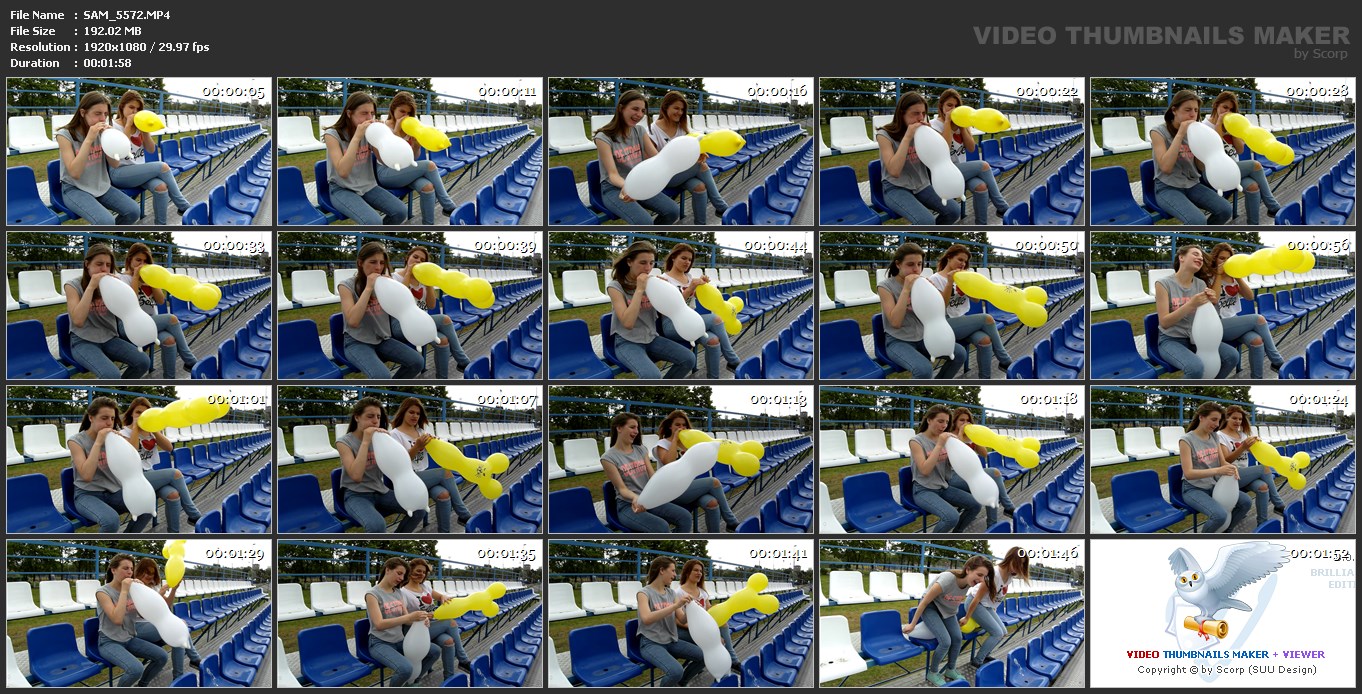 File Name : SAM_5572.MP4
File Size : 192.02 MB
Resolution : 1920x1080 / 29.97 fps
Duration : 00:01:58
VIDEO THUMBNAILS MAKER
by Scorp
00:00:05
00:00:11
00:00:16
00:00:22
00:00:28
00:00:33
00:00:39
00:00:44
00:00:50
00:00:56
00:01:01
00:01:07
00:01:13
00:01:18
00:01:24
00:01:29
00:01:35
00:01:41
00:01:46
00:01:52
BRILLIA
EDIT
VIDEO THUMBNAILS MAKER + VIEWER
Copyright © by Scorp (SUU Design)